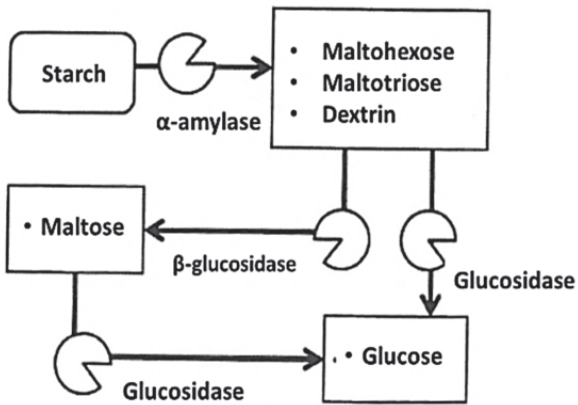 Starch
α-amylase
• Maltohexose
• Maltotriose
• Dextrin
• Maltose
β-glucosidase
Glucosidase
• Glucose
Glucosidase